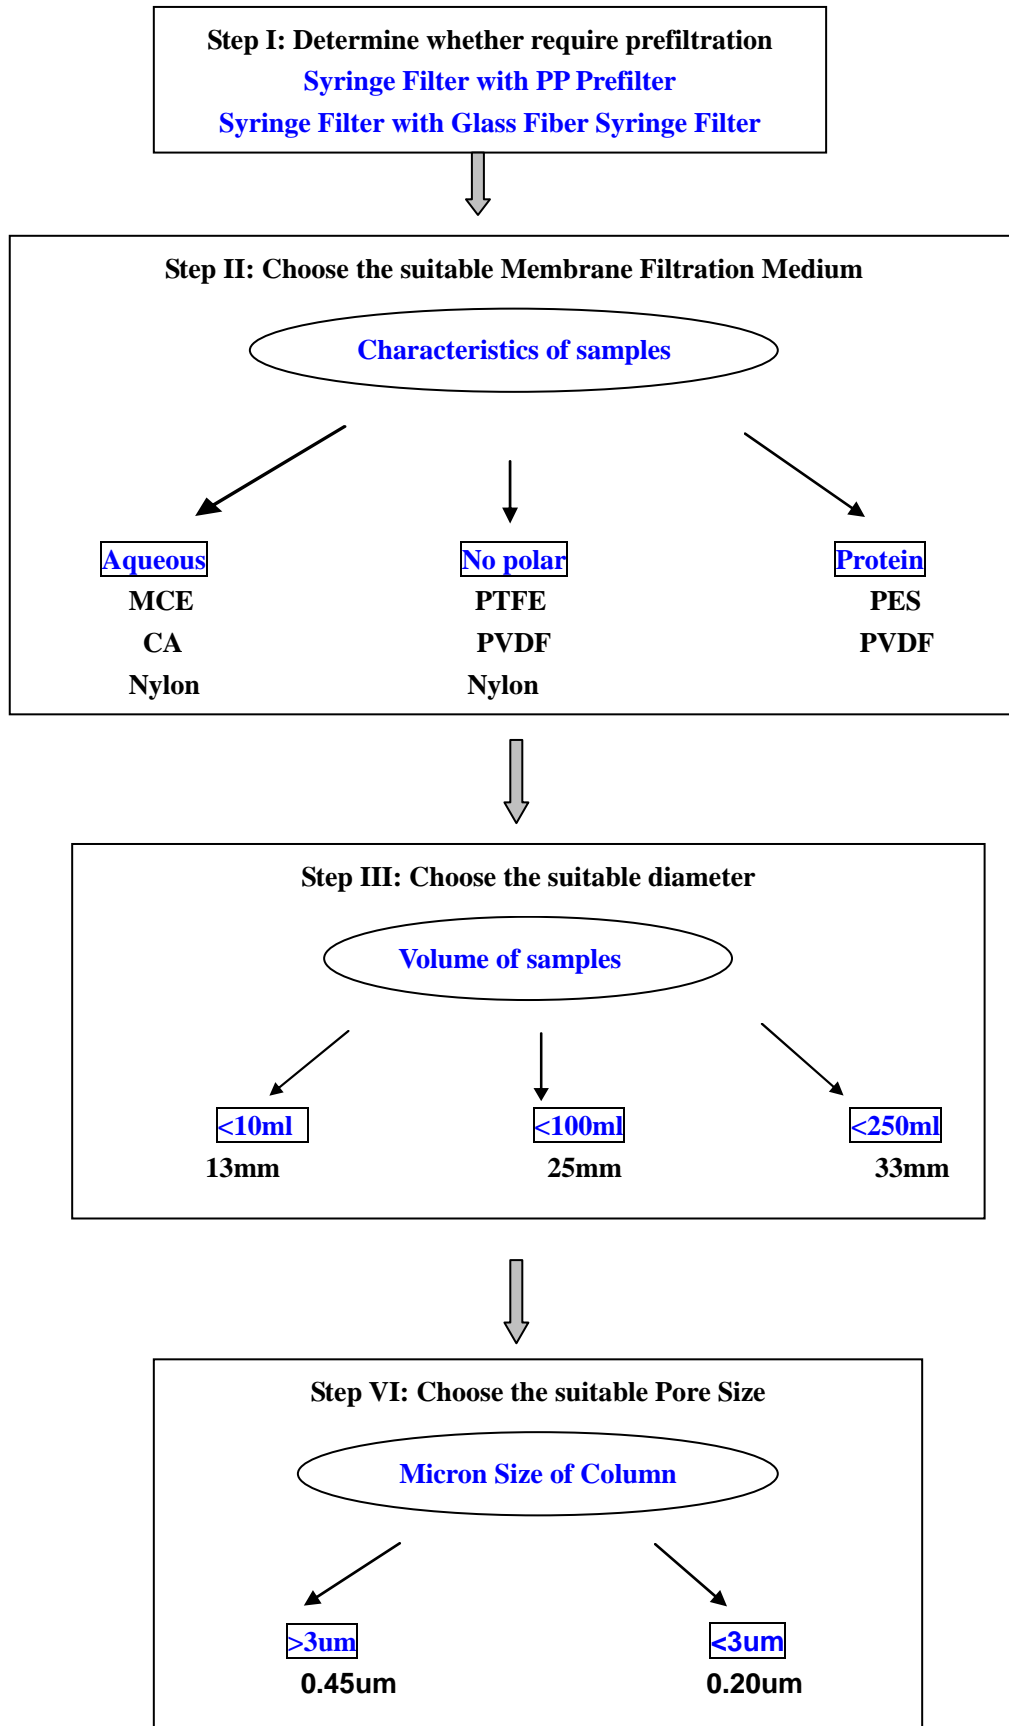 Step I: Determine whether require prefiltration
Syringe Filter with PP Prefilter
Syringe Filter with Glass Fiber Syringe Filter
Step II: Choose the suitable Membrane Filtration Medium
Characteristics of samples
Aqueous No polar Protein
MCE PTFE PES
CA PVDF PVDF
Nylon Nylon
Step III: Choose the suitable diameter
Volume of samples
<10ml <100ml <250ml
13mm 25mm 33mm
Step VI: Choose the suitable Pore Size
Micron Size of Column
>3um <3um
0.45um 0.20um